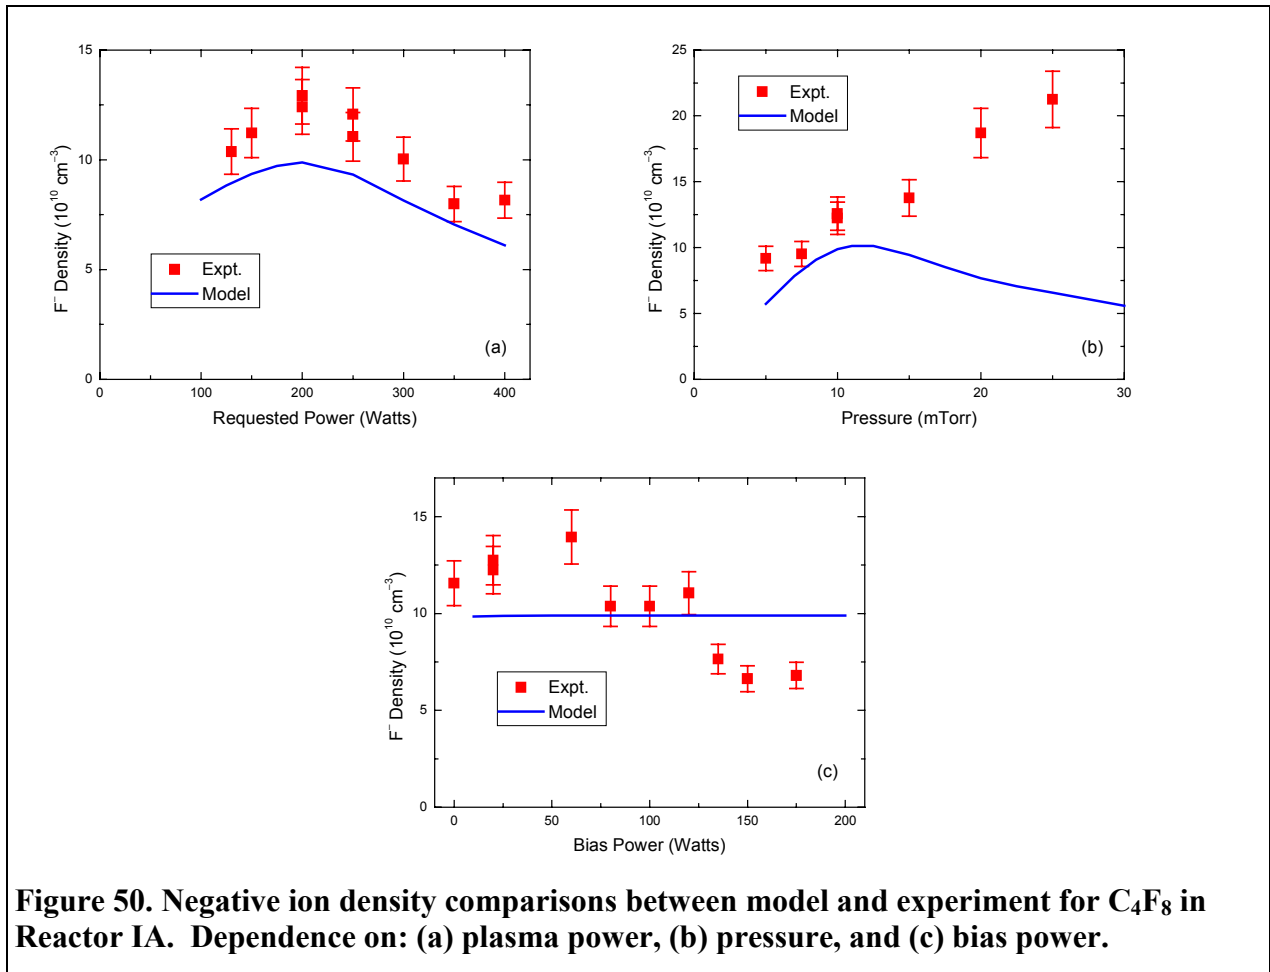 15
10
5
0
0
100
200
300
400
F⁻ Density (10¹⁰ cm⁻³)
Requested Power (Watts)
Expt.
Model
(a)
25
20
15
10
5
0
0
10
20
30
F⁻ Density (10¹⁰ cm⁻³)
Pressure (mTorr)
Expt.
Model
(b)
15
10
5
0
0
50
100
150
200
F⁻ Density (10¹⁰ cm⁻³)
Bias Power (Watts)
Expt.
Model
(c)
Figure 50. Negative ion density comparisons between model and experiment for C₄F₈ in
Reactor IA. Dependence on: (a) plasma power, (b) pressure, and (c) bias power.